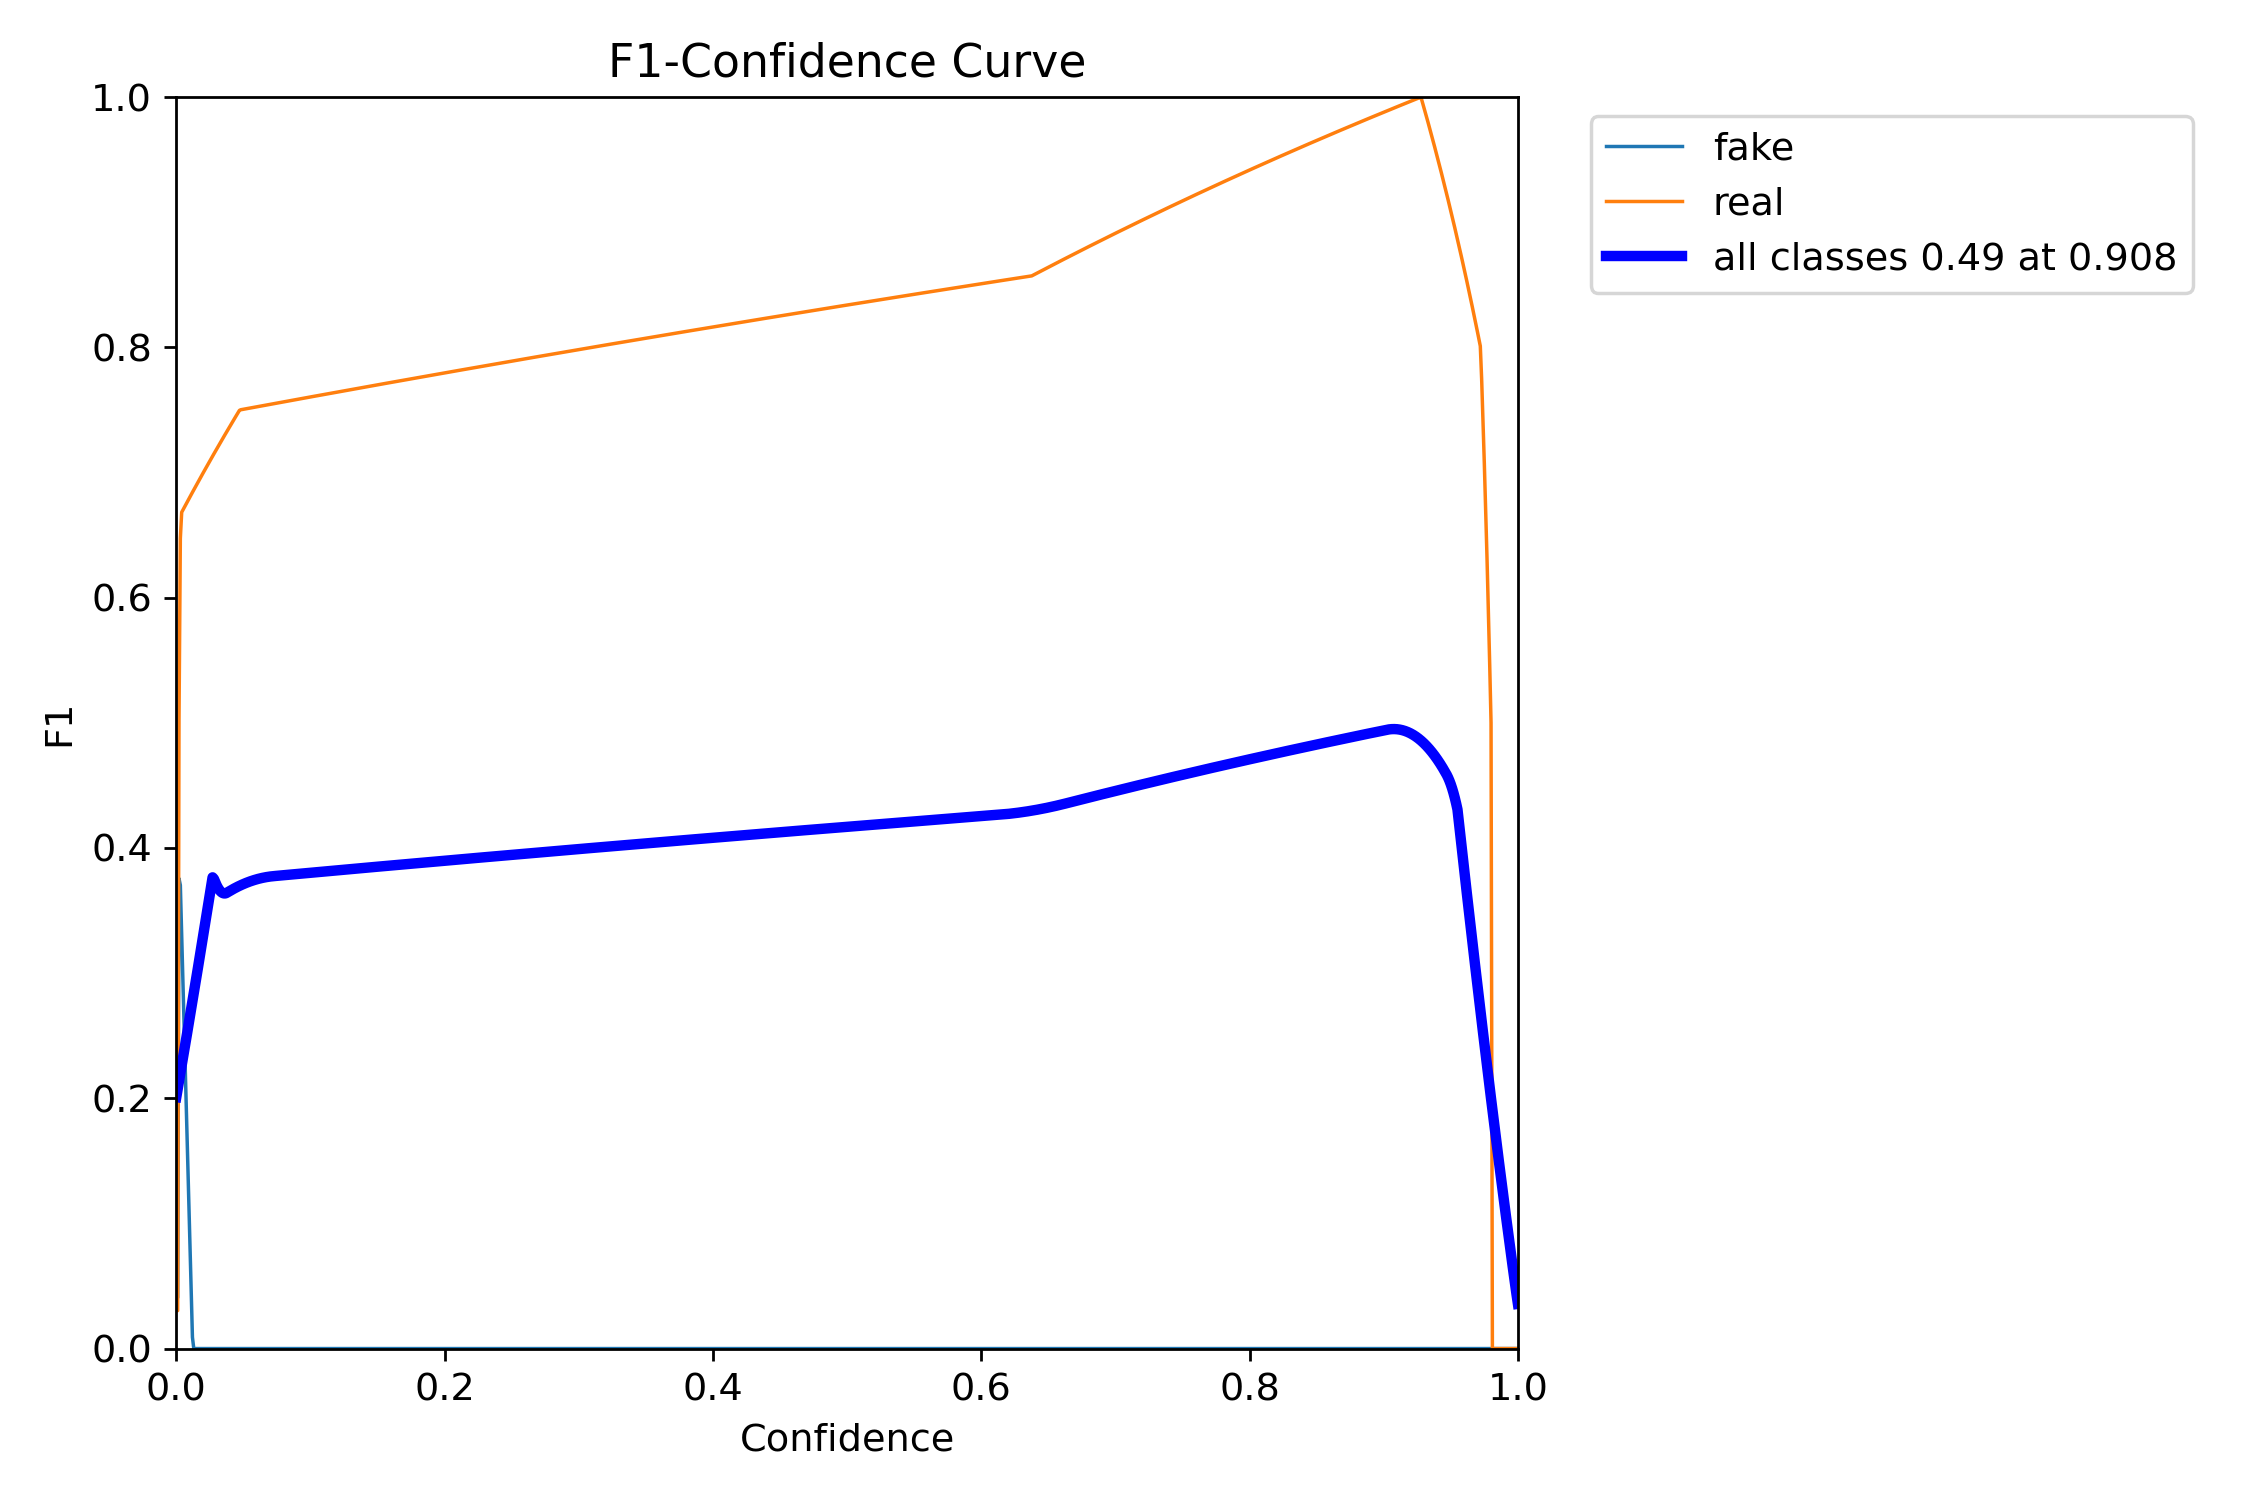 F1-Confidence Curve
1.0
0.8
0.6
0.4
0.2
0.0
F1
0.0 0.2 0.4 0.6 0.8 1.0
Confidence
fake
real
all classes 0.49 at 0.908